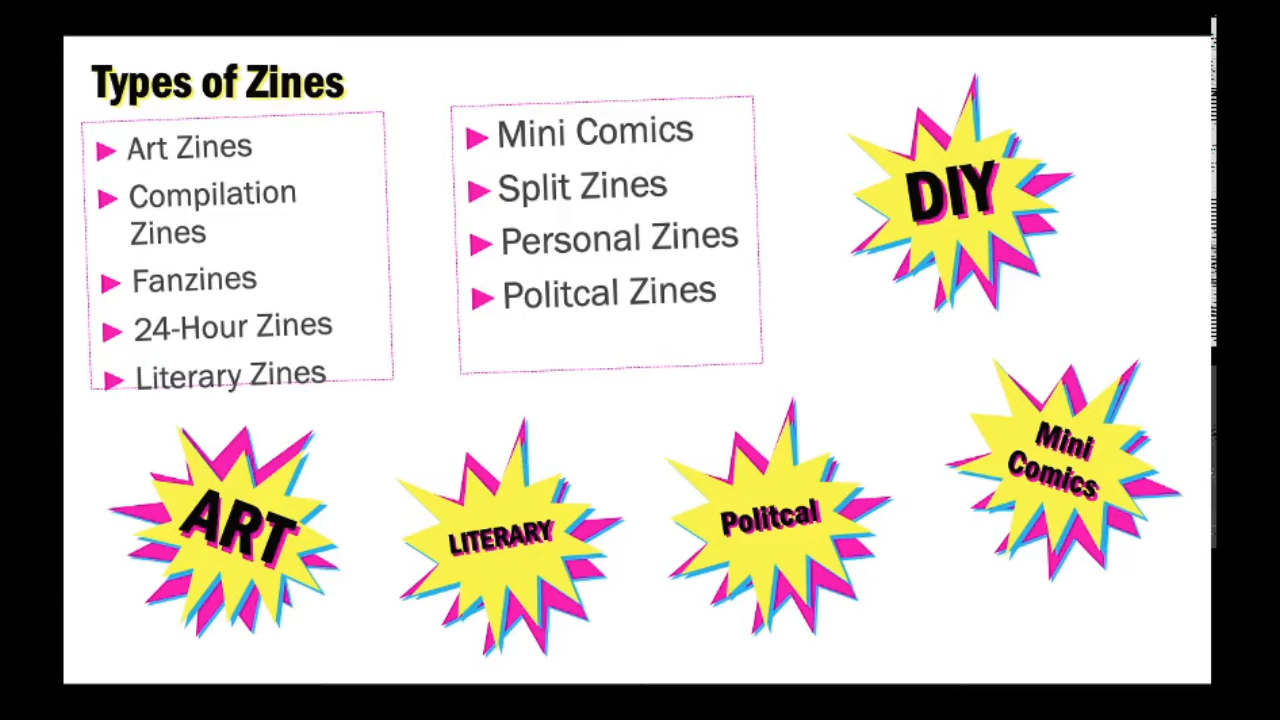 Types of Zines
Art Zines
Compilation
Zines
Fanzines
24-Hour Zines
Literary Zines
Mini Comics
Split Zines
Personal Zines
Politcal Zines
DIY
ART
LITERARY
Politcal
Mini
Comics